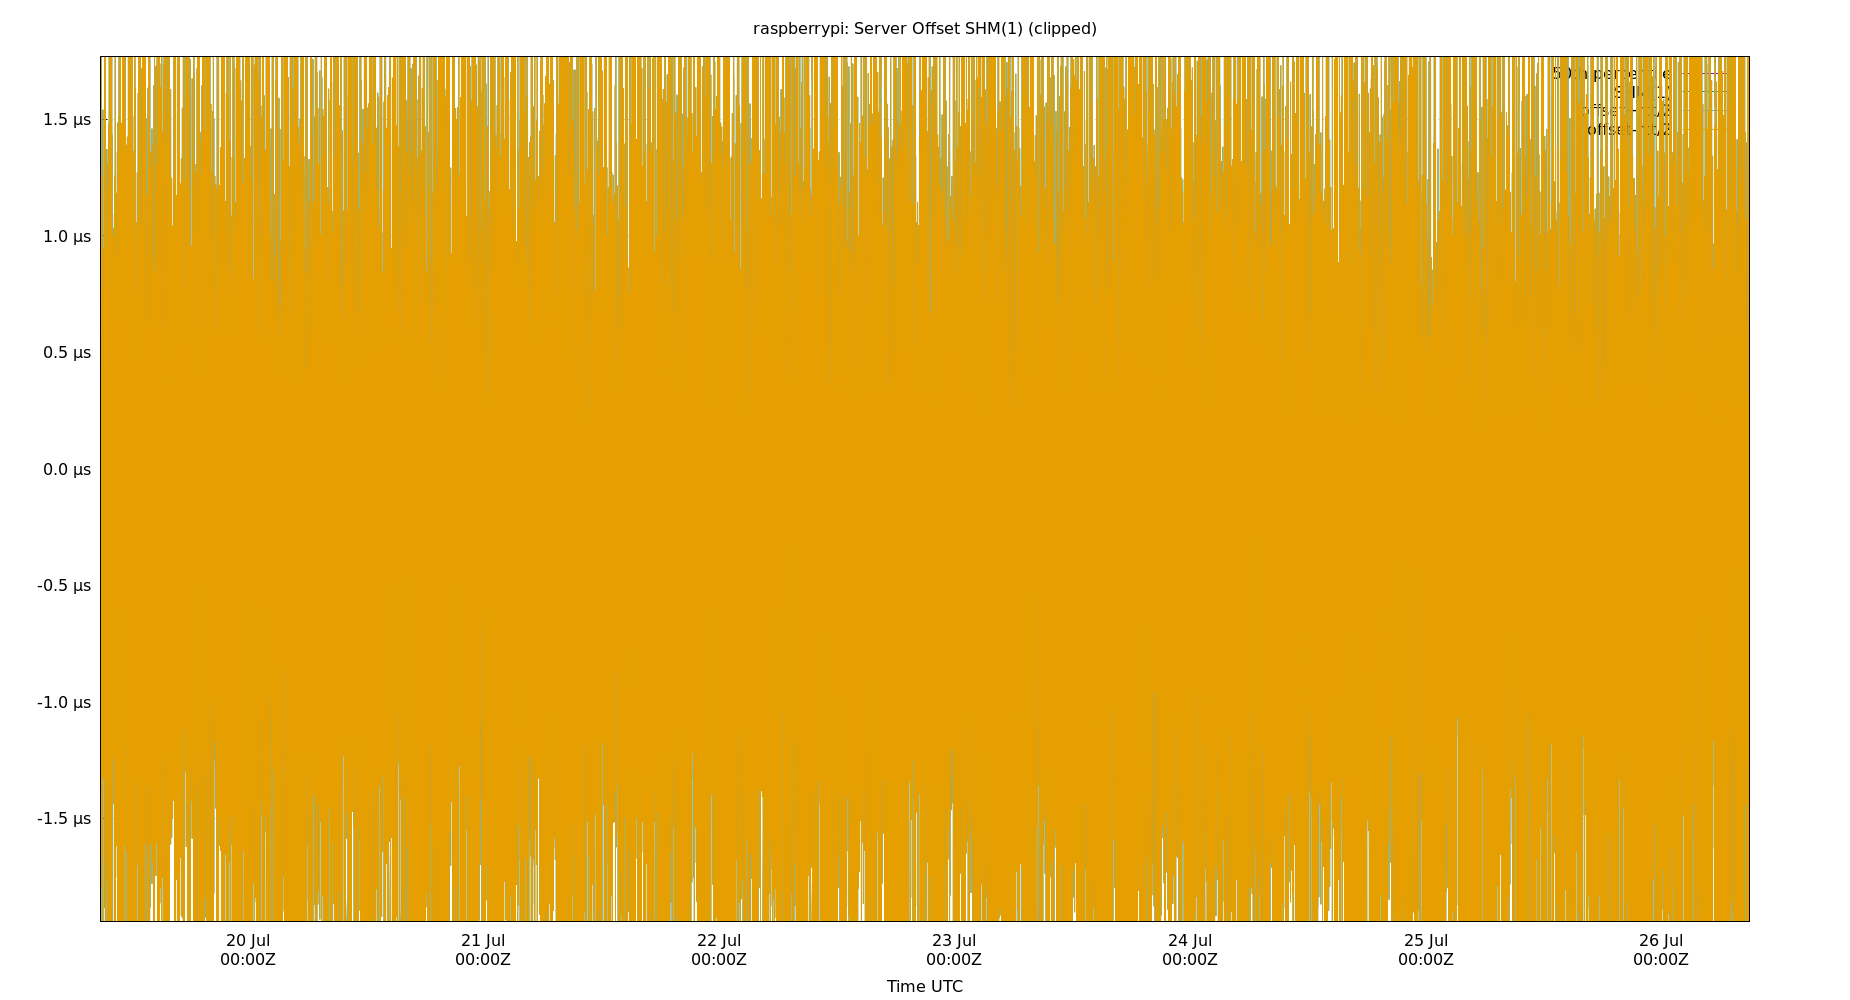 raspberrypi: Server Offset SHM(1) (clipped)
1.5 µs
1.0 µs
0.5 µs
0.0 µs
-0.5 µs
-1.0 µs
-1.5 µs
20 Jul 21 Jul 22 Jul 23 Jul 24 Jul 25 Jul 26 Jul
00:00Z 00:00Z 00:00Z 00:00Z 00:00Z 00:00Z 00:00Z
Time UTC